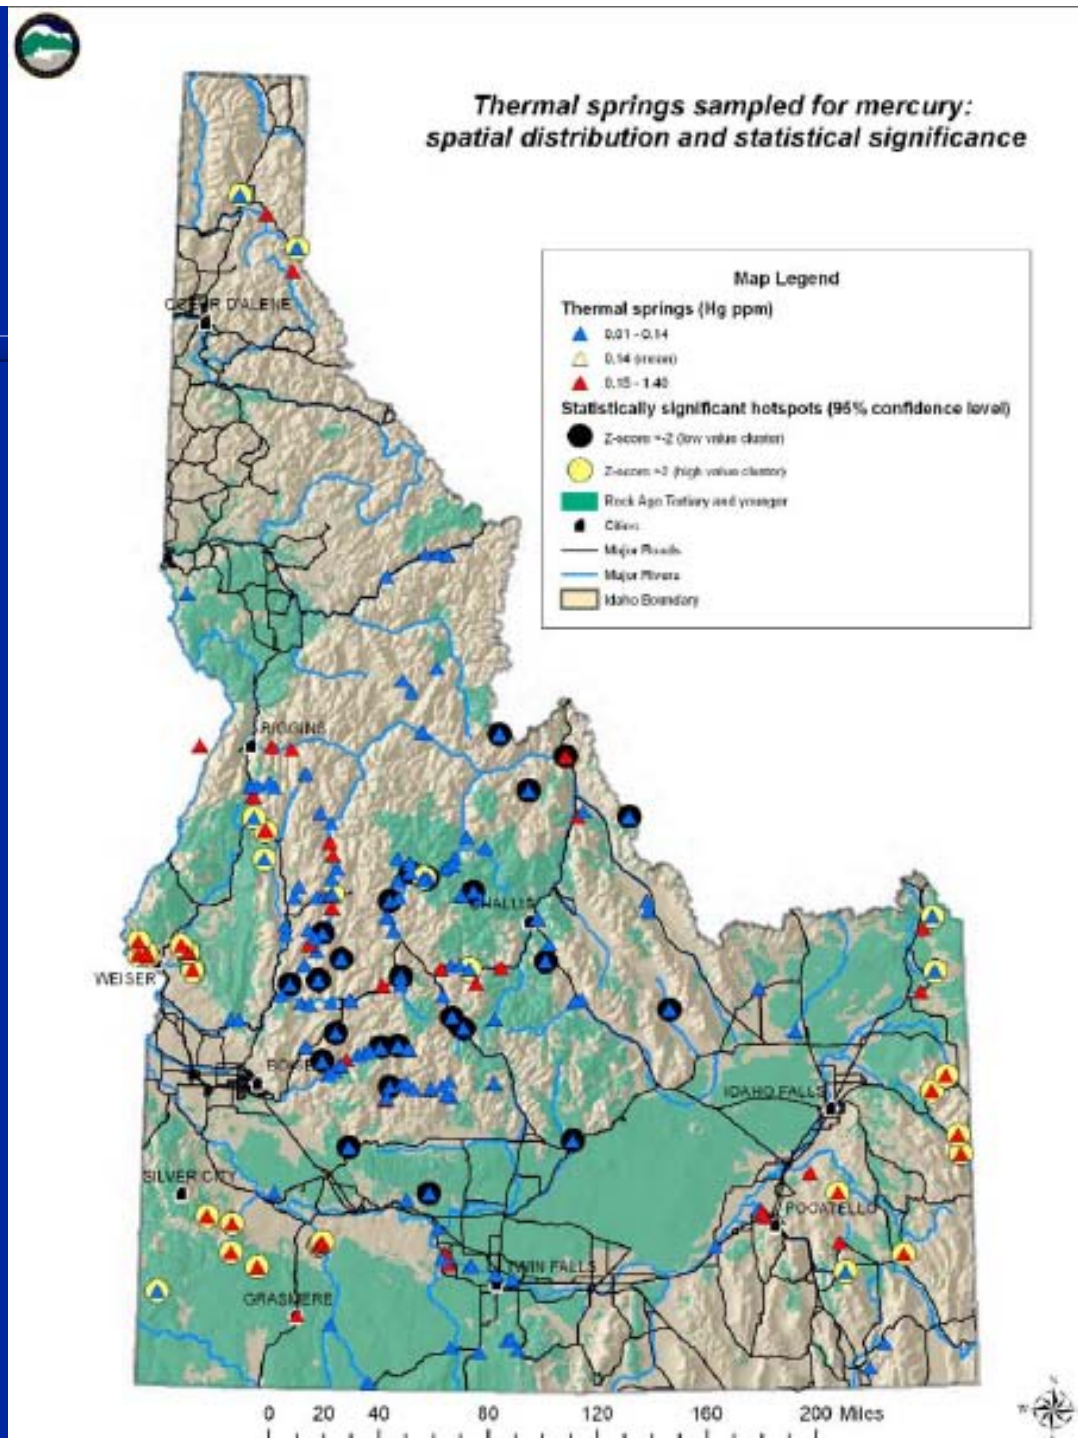 Thermal springs sampled for mercury:
spatial distribution and statistical significance
Map Legend
Thermal springs (Hg ppm)
0.01 - 0.14
0.14 (mean)
0.15 - 1.40
Statistically significant hotspots (95% confidence level)
Z-score <-2 (low value cluster)
Z-score >2 (high value cluster)
Rock Age Tertiary and younger
Cities
Major Roads
Major Rivers
Idaho Boundary
COEUR D'ALENE
RIGGINS
CHALLIS
WEISER
BOISE
IDAHO FALLS
SILVER CITY
POCATELLO
TWIN FALLS
GRASMERE
0 20 40 80 120 160 200 Miles